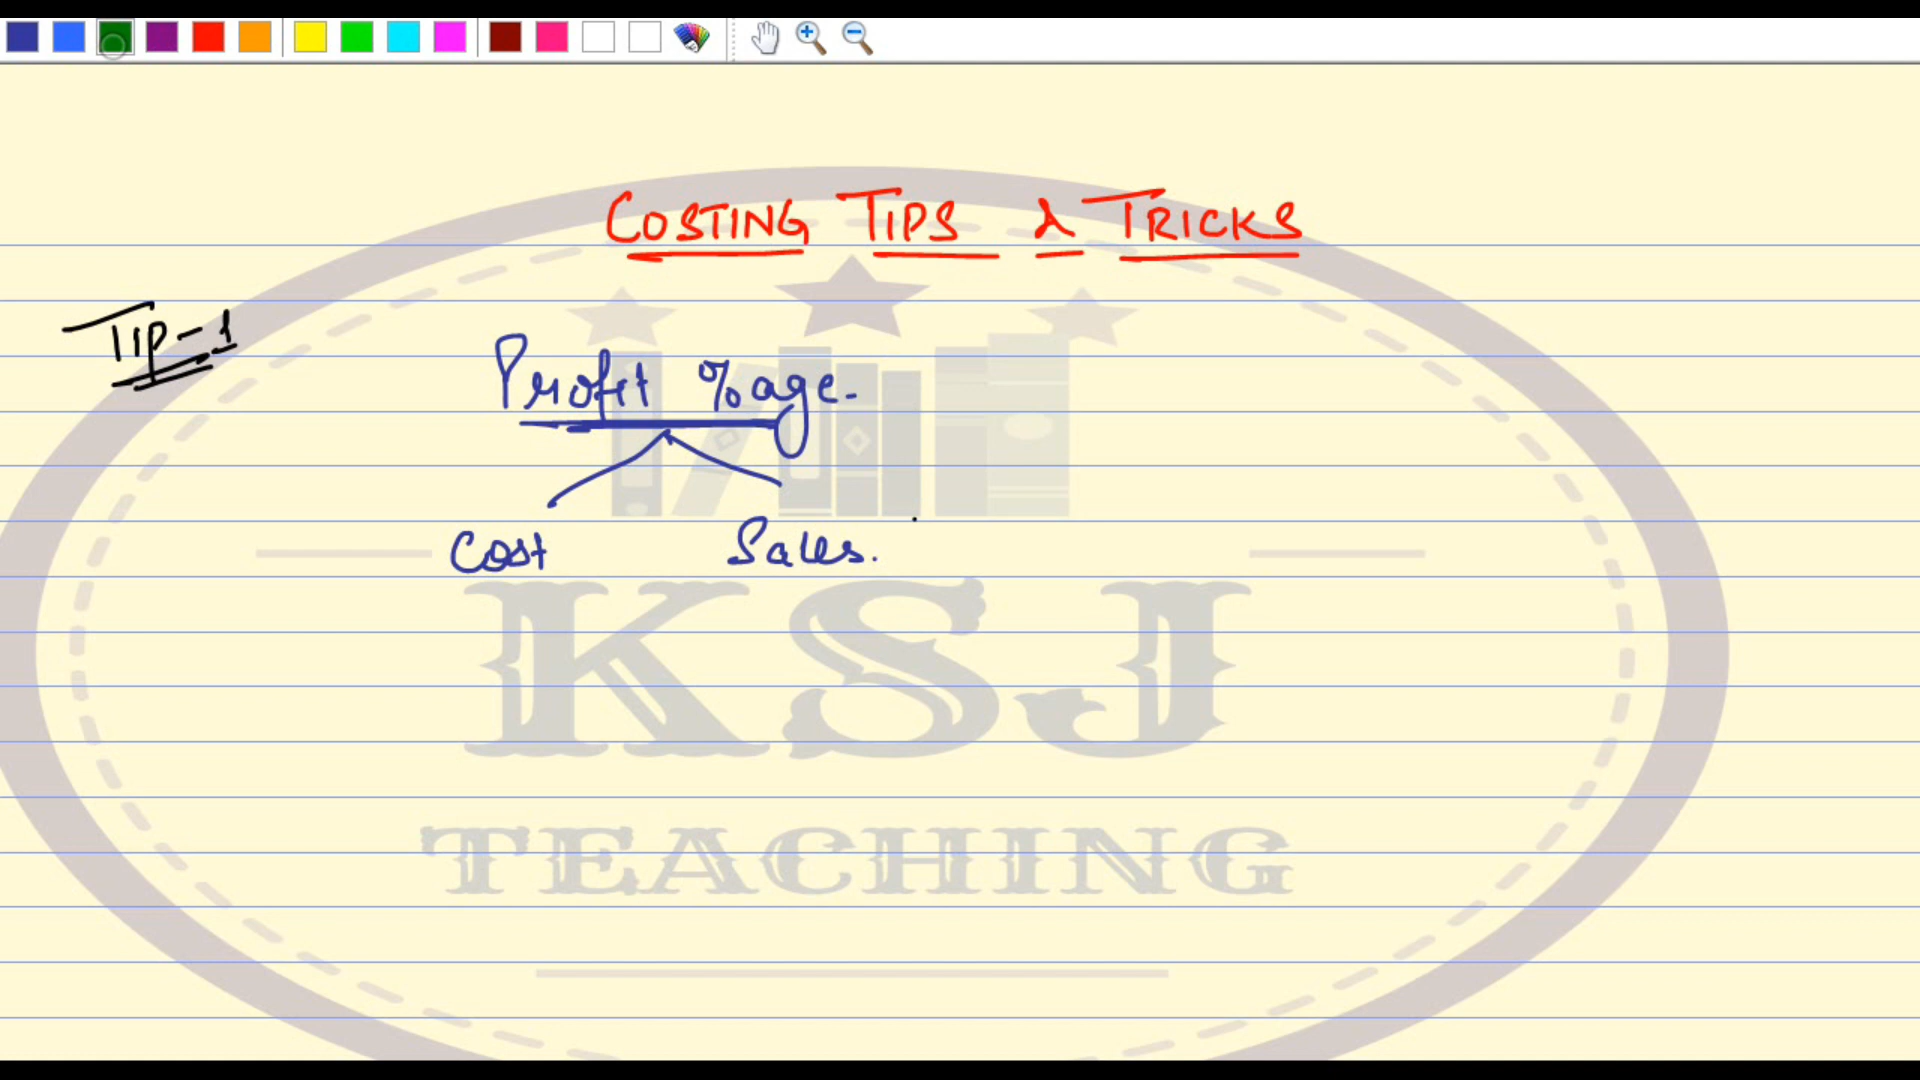 COSTING TIPS & TRICKS
TIP-1
Profit %age.
Cost Sales.
KSJ
TEACHING